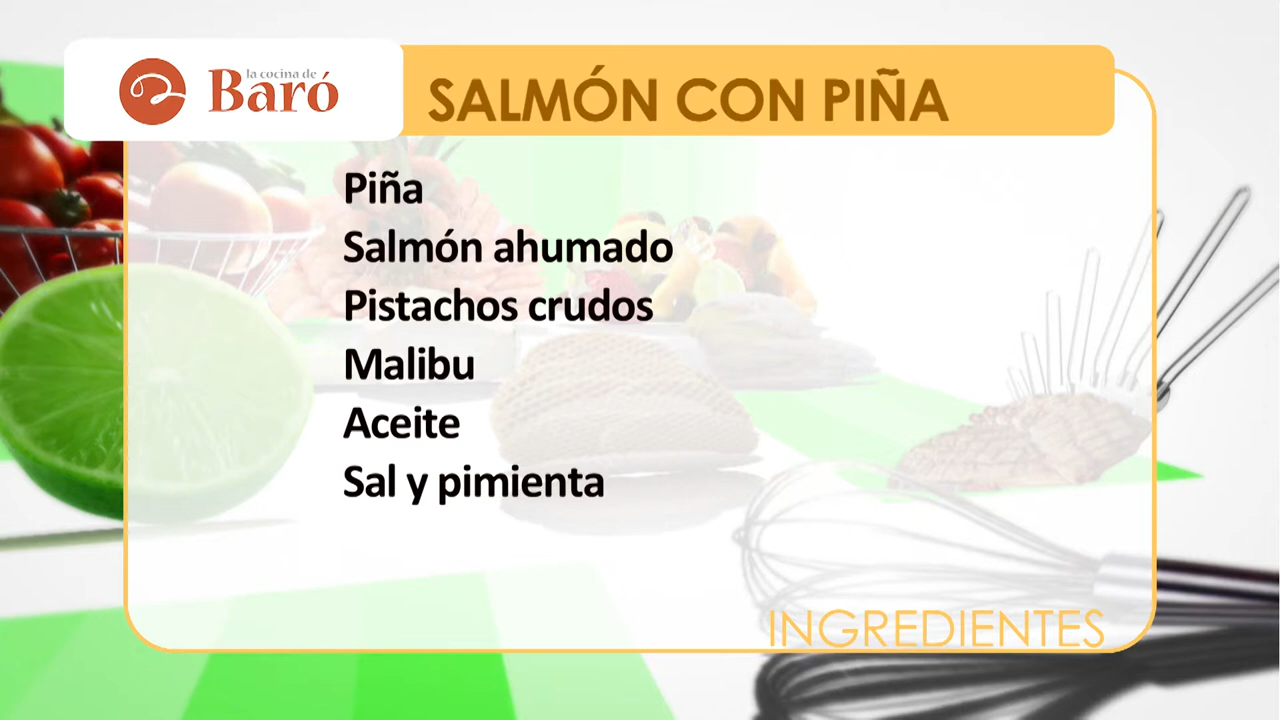 la cocina de
Baró
SALMÓN CON PIÑA
Piña
Salmón ahumado
Pistachos crudos
Malibu
Aceite
Sal y pimienta
INGREDIENTES